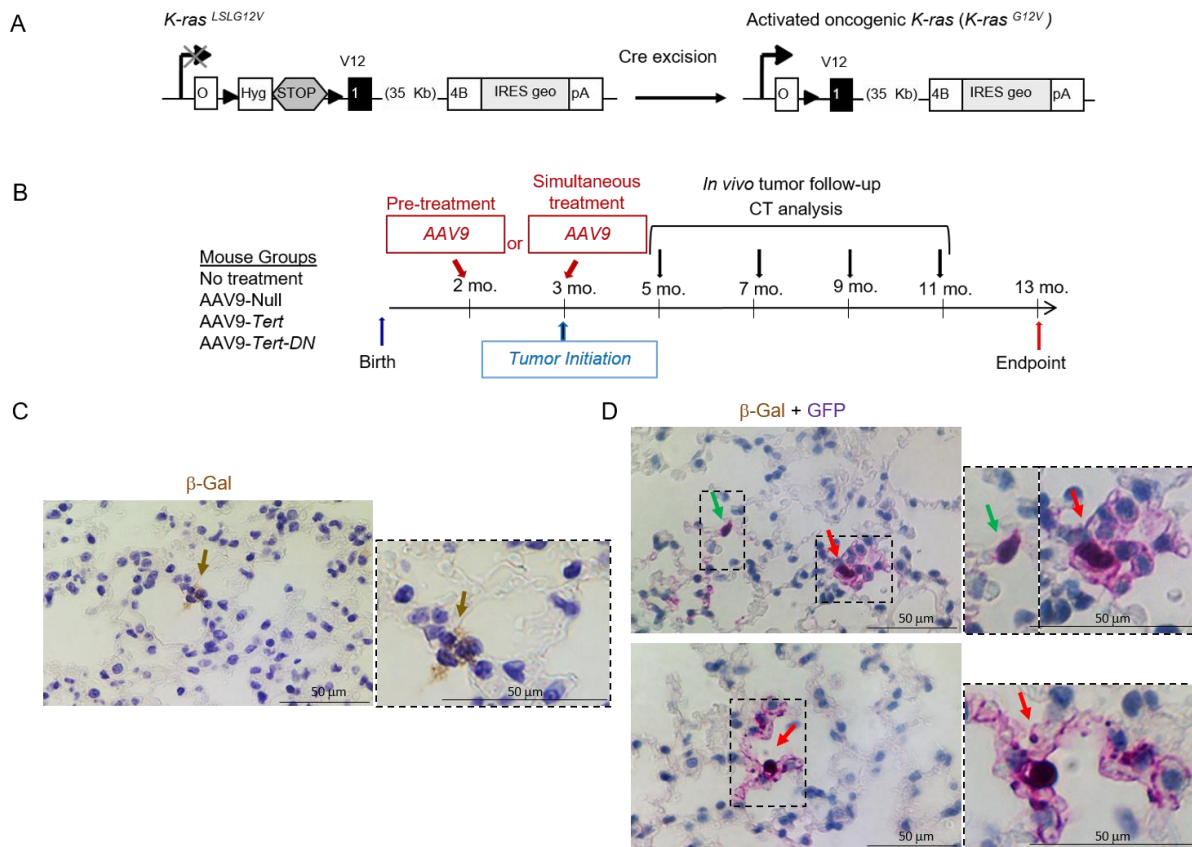 A
K-ras LSLG12V
Activated oncogenic K-ras (K-ras G12V)
V12
Cre excision
V12
O Hyg STOP 1 (35 Kb) 4B IRES geo pA
O 1 (35 Kb) 4B IRES geo pA
B
Pre-treatment
AAV9
or
Simultaneous
treatment
AAV9
In vivo tumor follow-up
CT analysis
Mouse Groups
No treatment
AAV9-Null
AAV9-Tert
AAV9-Tert-DN
2 mo. 3 mo. 5 mo. 7 mo. 9 mo. 11 mo. 13 mo.
Birth
Tumor Initiation
Endpoint
C
β-Gal
50 µm
50 µm
D
β-Gal + GFP
50 µm
50 µm
50 µm
50 µm